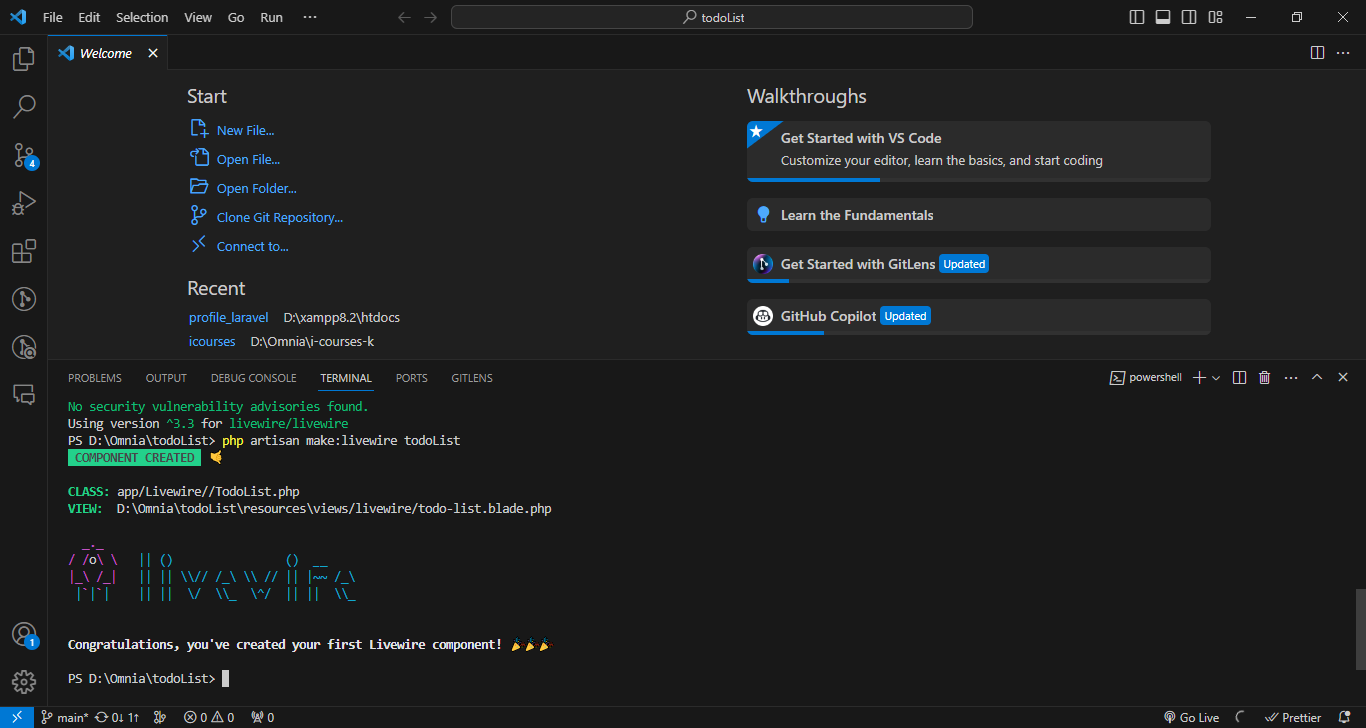 File Edit Selection View Go Run ···
todoList
Welcome
Start
New File...
Open File...
Open Folder...
Clone Git Repository...
Connect to...
Recent
profile_laravel D:\xampp8.2\htdocs
icourses D:\Omnia\i-courses-k
Walkthroughs
Get Started with VS Code
Customize your editor, learn the basics, and start coding
Learn the Fundamentals
Get Started with GitLens Updated
GitHub Copilot Updated
4
1
PROBLEMS OUTPUT DEBUG CONSOLE TERMINAL PORTS GITLENS
powershell
No security vulnerability advisories found.
Using version ^3.3 for livewire/livewire
PS D:\Omnia\todoList> php artisan make:livewire todoList
COMPONENT CREATED 🤙
CLASS: app/Livewire//TodoList.php
VIEW:  D:\Omnia\todoList\resources\views/livewire/todo-list.blade.php
  _._
/ /o\ \   || ()                ()  __
|_\ /_|   || || \\// /_\ \\ // || |~~ /_\
 |`|`|    || ||  \/  \\_  \^/  || ||  \\_
Congratulations, you've created your first Livewire component! 🎉🎉🎉
PS D:\Omnia\todoList>
main* 0↓ 1↑ 0 0 0 Go Live Prettier